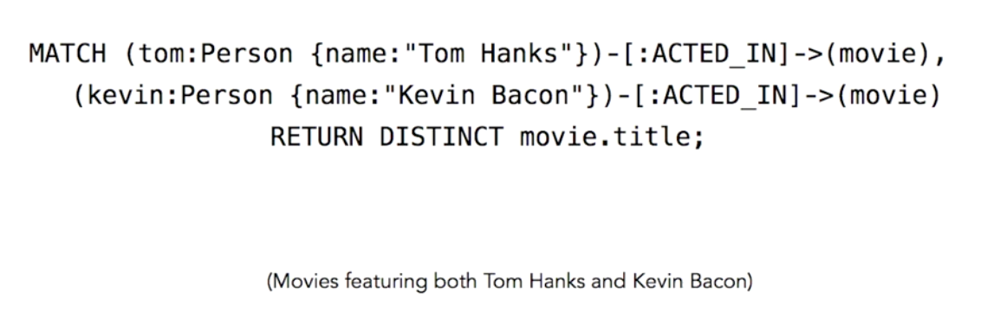 MATCH (tom:Person {name:"Tom Hanks"})-[:ACTED_IN]->(movie),
(kevin:Person {name:"Kevin Bacon"})-[:ACTED_IN]->(movie)
RETURN DISTINCT movie.title;
(Movies featuring both Tom Hanks and Kevin Bacon)